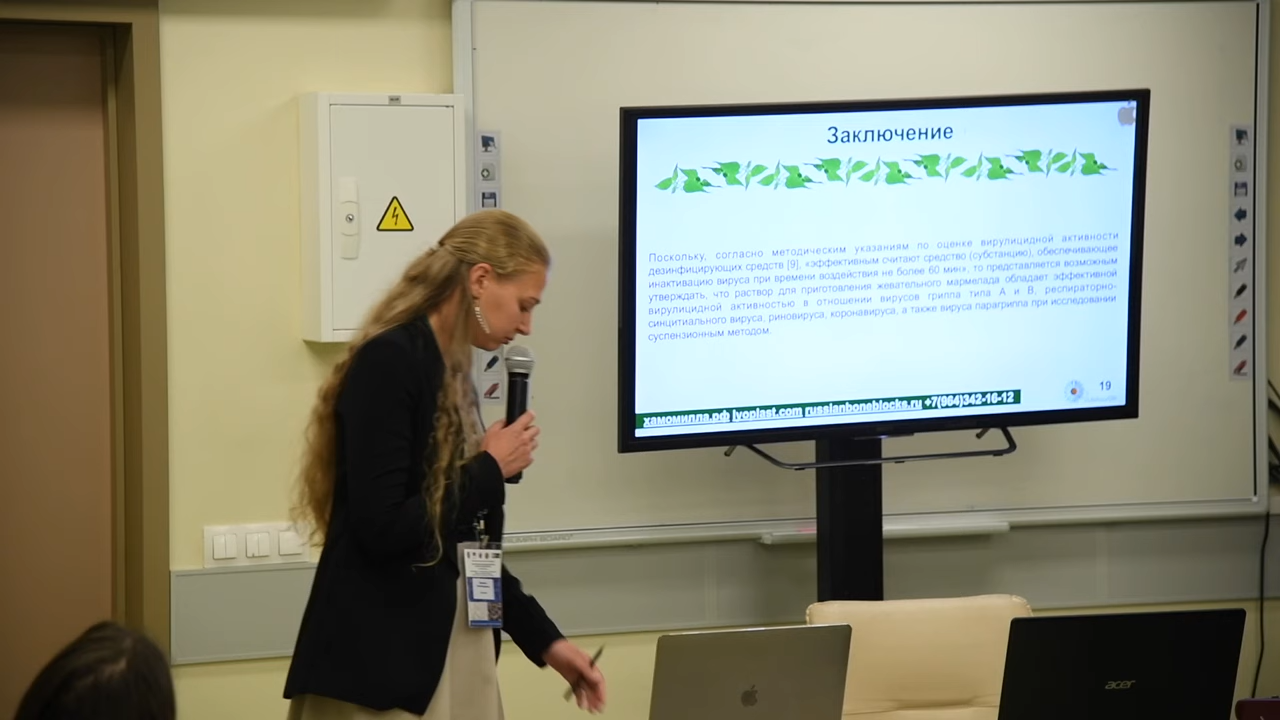 Заключение
Поскольку, согласно методическим указаниям по оценке вирулицидной активности
дезинфицирующих средств [9], «эффективным считают средство (субстанцию), обеспечивающее
инактивацию вируса при времени воздействия не более 60 мин», то представляется возможным
утверждать, что раствор для приготовления жевательного мармелада обладает эффективной
вирулицидной активностью в отношении вирусов гриппа типа А и В, респираторно-
синцитиального вируса, риновируса, коронавируса, а также вируса парагриппа при исследовании
суспензионным методом.
19
хамомилла.рф lyoplast.com russianboneblocks.ru +7(964)342-16-12
acer